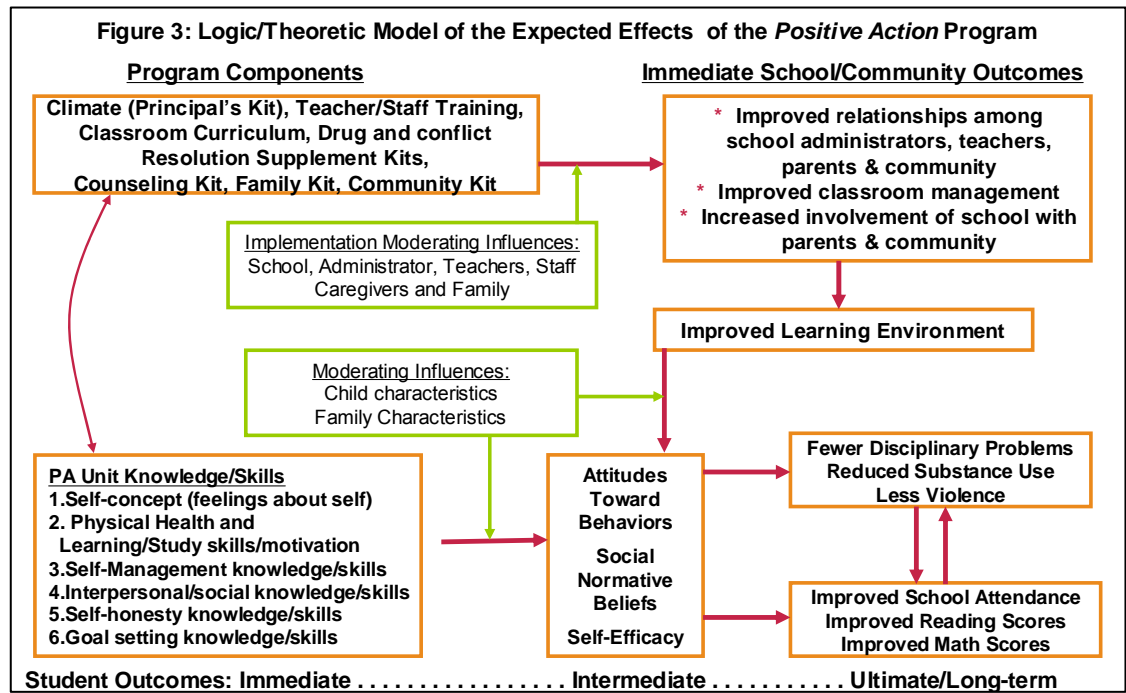 Figure 3: Logic/Theoretic Model of the Expected Effects of the Positive Action Program
Program Components
Climate (Principal's Kit), Teacher/Staff Training,
Classroom Curriculum, Drug and conflict
Resolution Supplement Kits,
Counseling Kit, Family Kit, Community Kit
Immediate School/Community Outcomes
* Improved relationships among
school administrators, teachers,
parents & community
* Improved classroom management
* Increased involvement of school with
parents & community
Implementation Moderating Influences:
School, Administrator, Teachers, Staff
Caregivers and Family
Improved Learning Environment
Moderating Influences:
Child characteristics
Family Characteristics
PA Unit Knowledge/Skills
1.Self-concept (feelings about self)
2. Physical Health and
Learning/Study skills/motivation
3.Self-Management knowledge/skills
4.Interpersonal/social knowledge/skills
5.Self-honesty knowledge/skills
6.Goal setting knowledge/skills
Attitudes
Toward
Behaviors
Social
Normative
Beliefs
Self-Efficacy
Fewer Disciplinary Problems
Reduced Substance Use
Less Violence
Improved School Attendance
Improved Reading Scores
Improved Math Scores
Student Outcomes: Immediate . . . . . . . . . . . . . . . . . Intermediate . . . . . . . . . . . Ultimate/Long-term